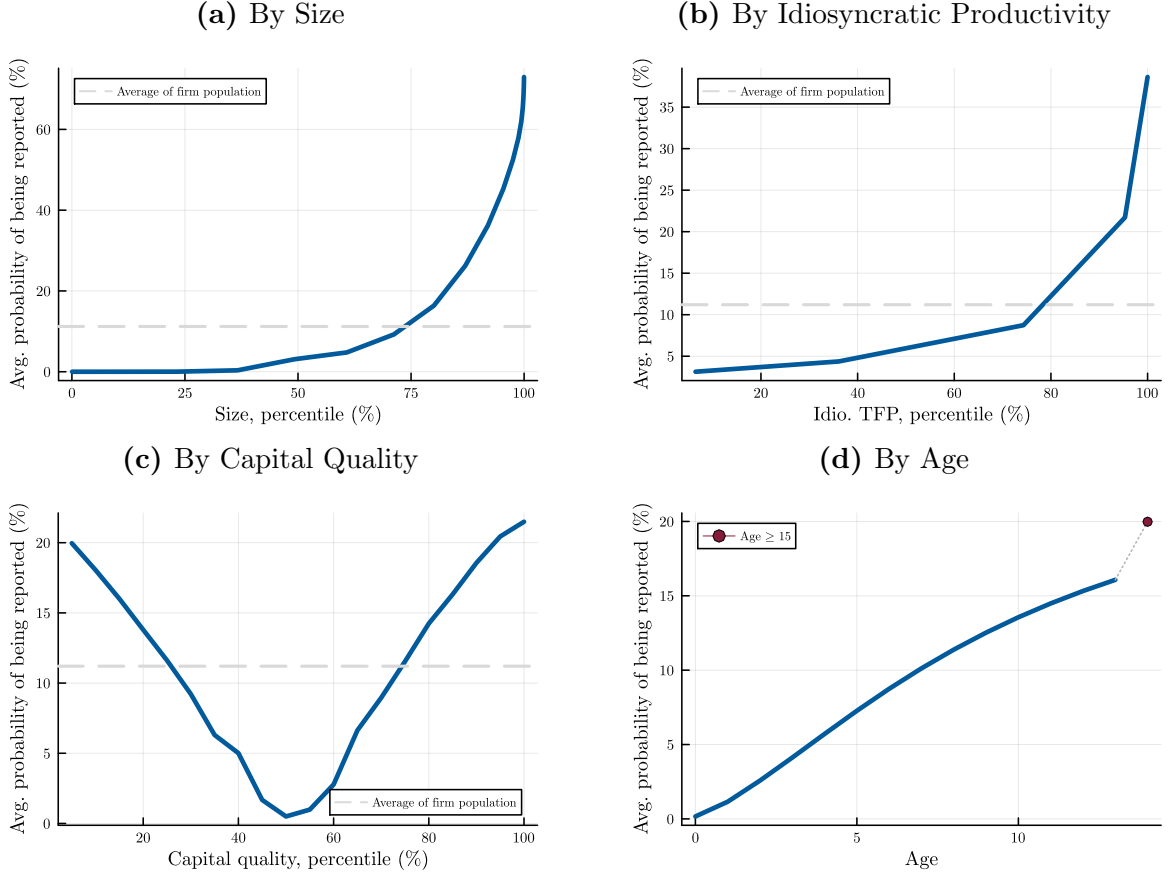 (a) By Size
Avg. probability of being reported (%)
60
40
20
0
Average of firm population
0 25 50 75 100
Size, percentile (%)
(b) By Idiosyncratic Productivity
Avg. probability of being reported (%)
35
30
25
20
15
10
5
Average of firm population
20 40 60 80 100
Idio. TFP, percentile (%)
(c) By Capital Quality
Avg. probability of being reported (%)
20
15
10
5
0
Average of firm population
20 40 60 80 100
Capital quality, percentile (%)
(d) By Age
Avg. probability of being reported (%)
20
15
10
5
0
Age ≥ 15
0 5 10
Age